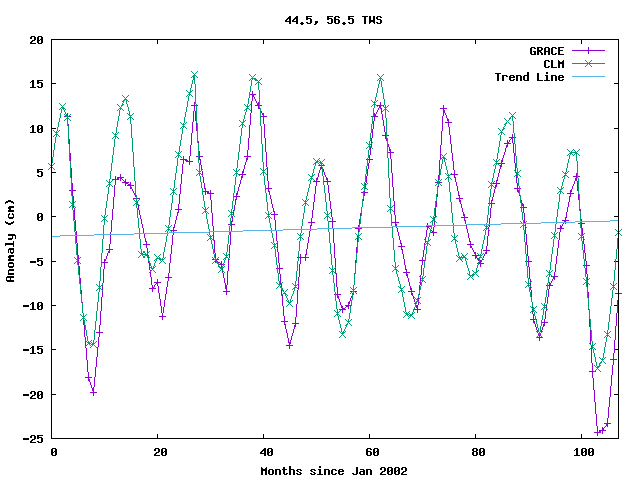 44.5, 56.5 TWS
GRACE
CLM
Trend Line
20
15
10
5
0
-5
-10
-15
-20
-25
Anomaly (cm)
0 20 40 60 80 100
Months since Jan 2002